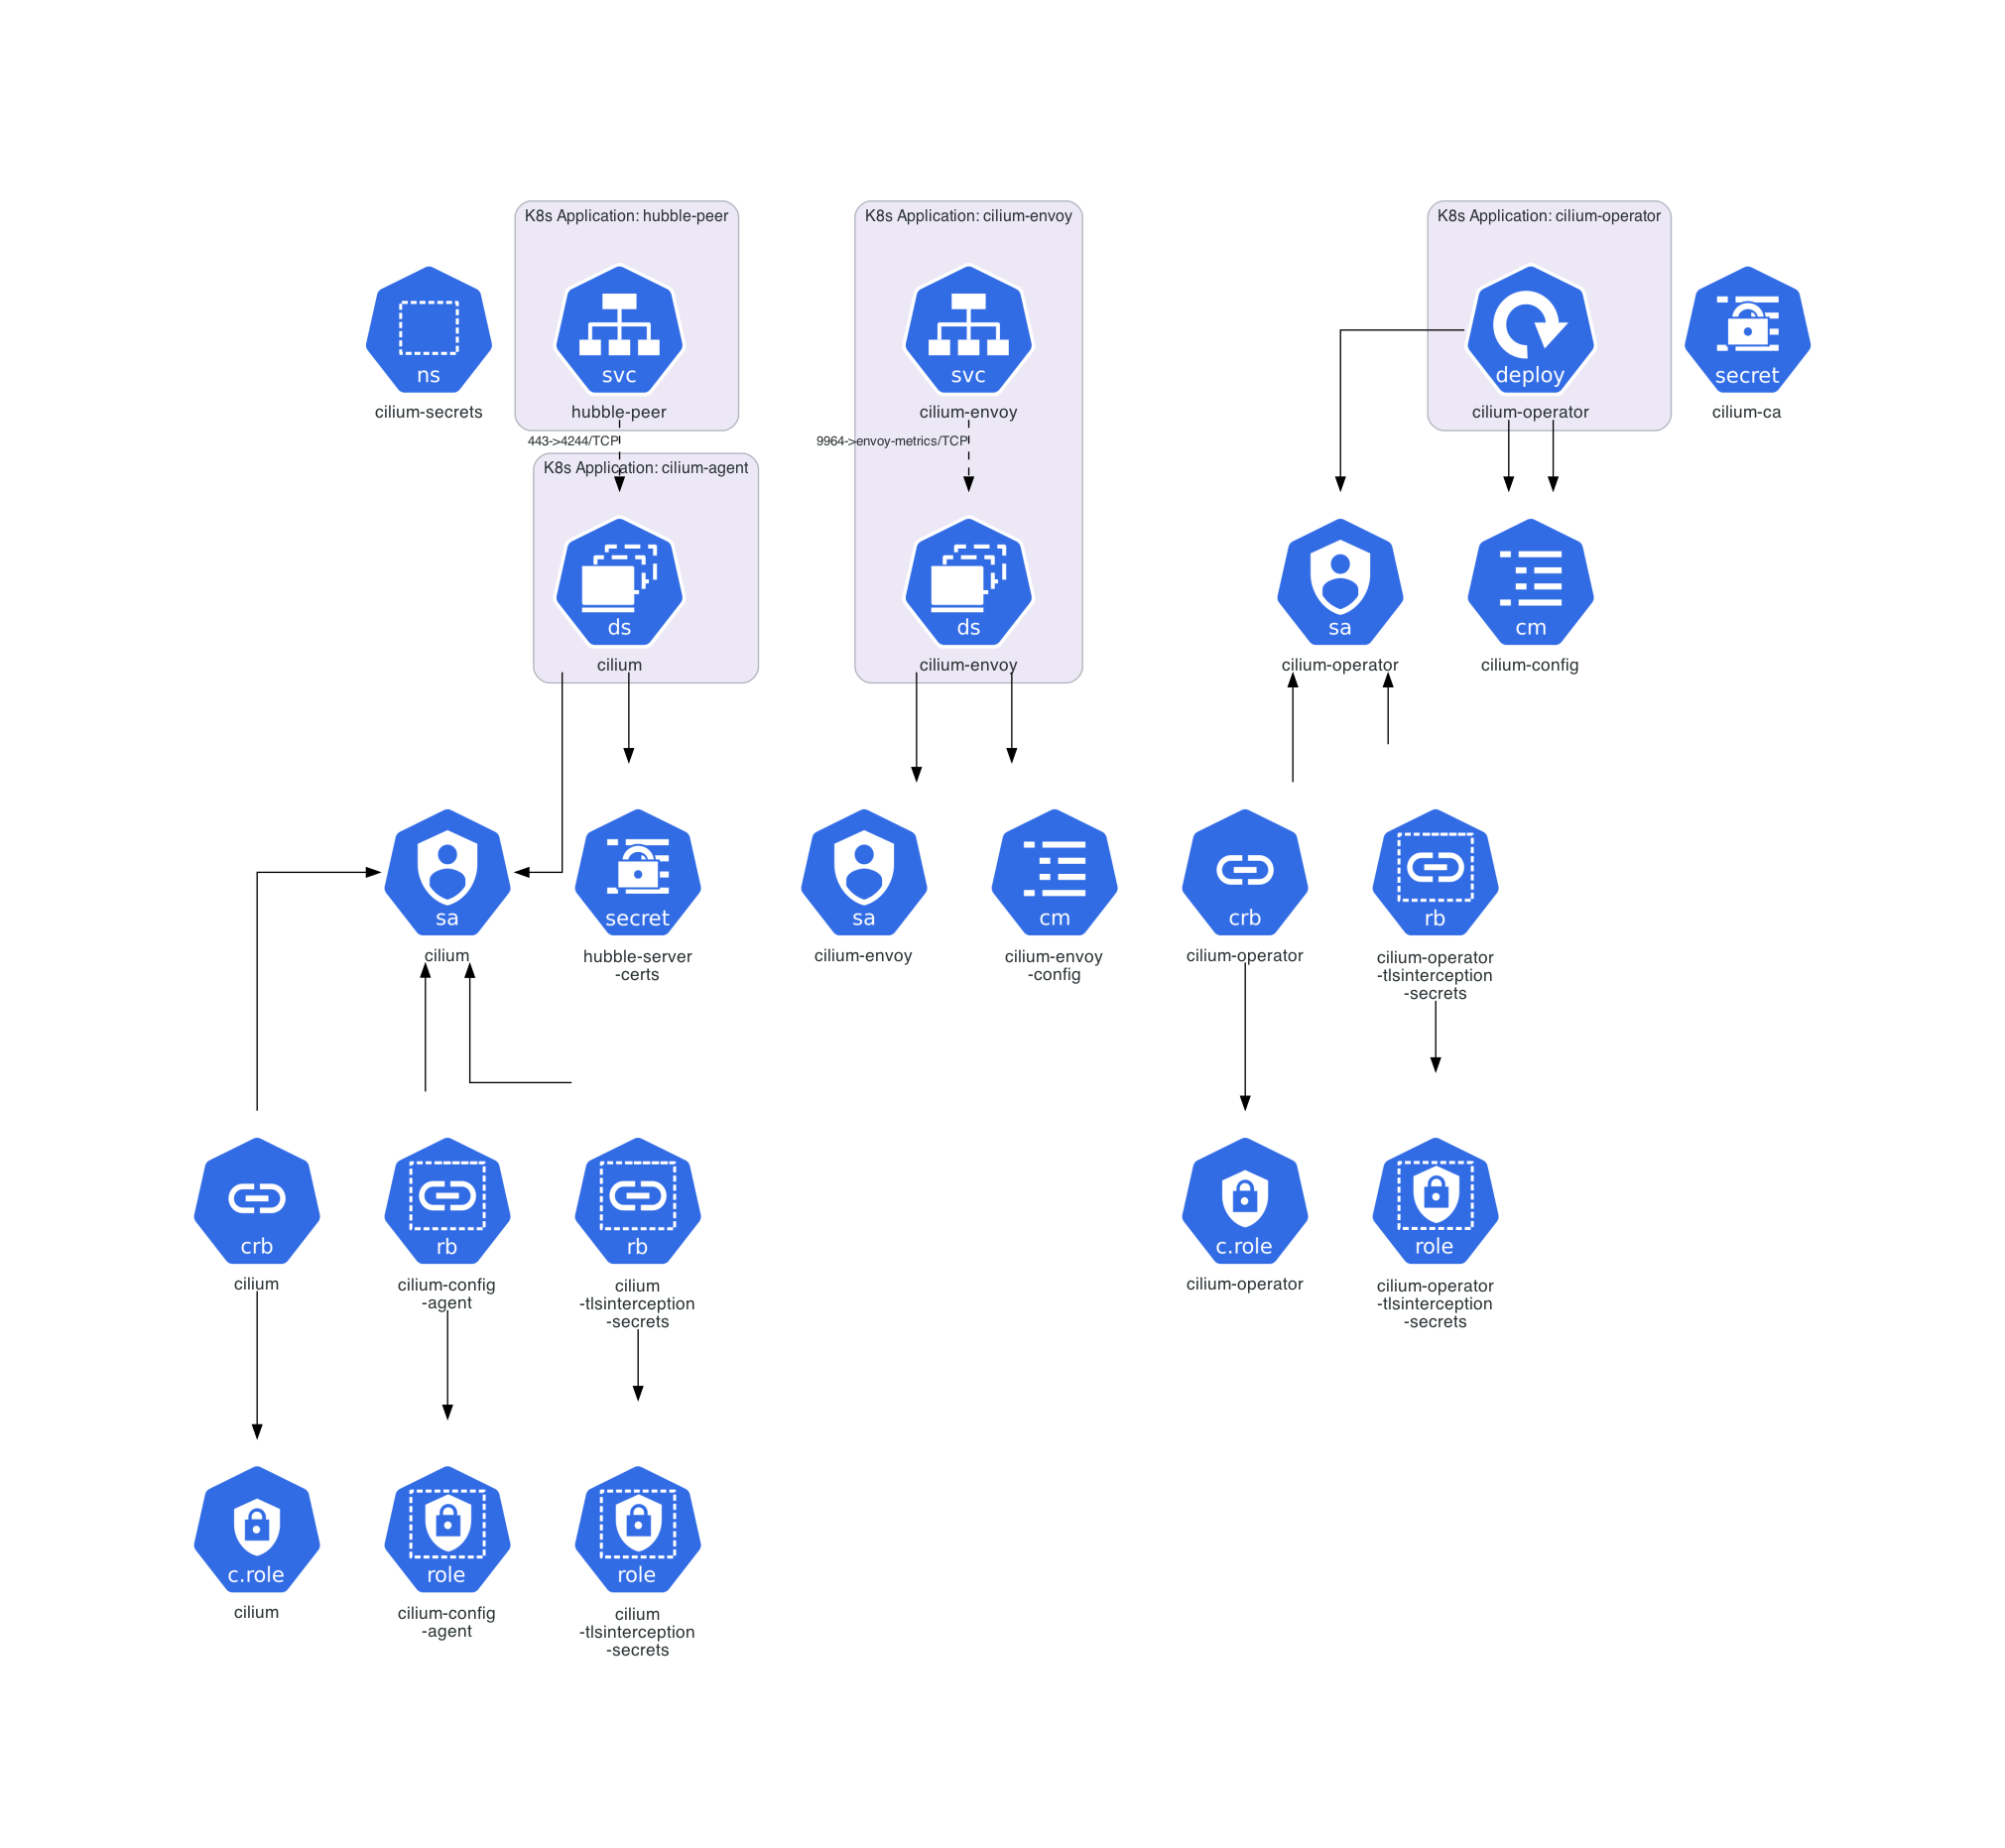 K8s Application: hubble-peer
K8s Application: cilium-envoy
K8s Application: cilium-operator
ns
svc
svc
deploy
secret
cilium-secrets
hubble-peer
cilium-envoy
cilium-operator
cilium-ca
443->4244/TCP
9964->envoy-metrics/TCP
K8s Application: cilium-agent
ds
ds
sa
cm
cilium
cilium-envoy
cilium-operator
cilium-config
sa
secret
sa
cm
crb
rb
cilium
hubble-server
-certs
cilium-envoy
cilium-envoy
-config
cilium-operator
cilium-operator
-tlsinterception
-secrets
crb
rb
rb
c.role
role
cilium
cilium-config
-agent
cilium
-tlsinterception
-secrets
cilium-operator
cilium-operator
-tlsinterception
-secrets
c.role
role
role
cilium
cilium-config
-agent
cilium
-tlsinterception
-secrets